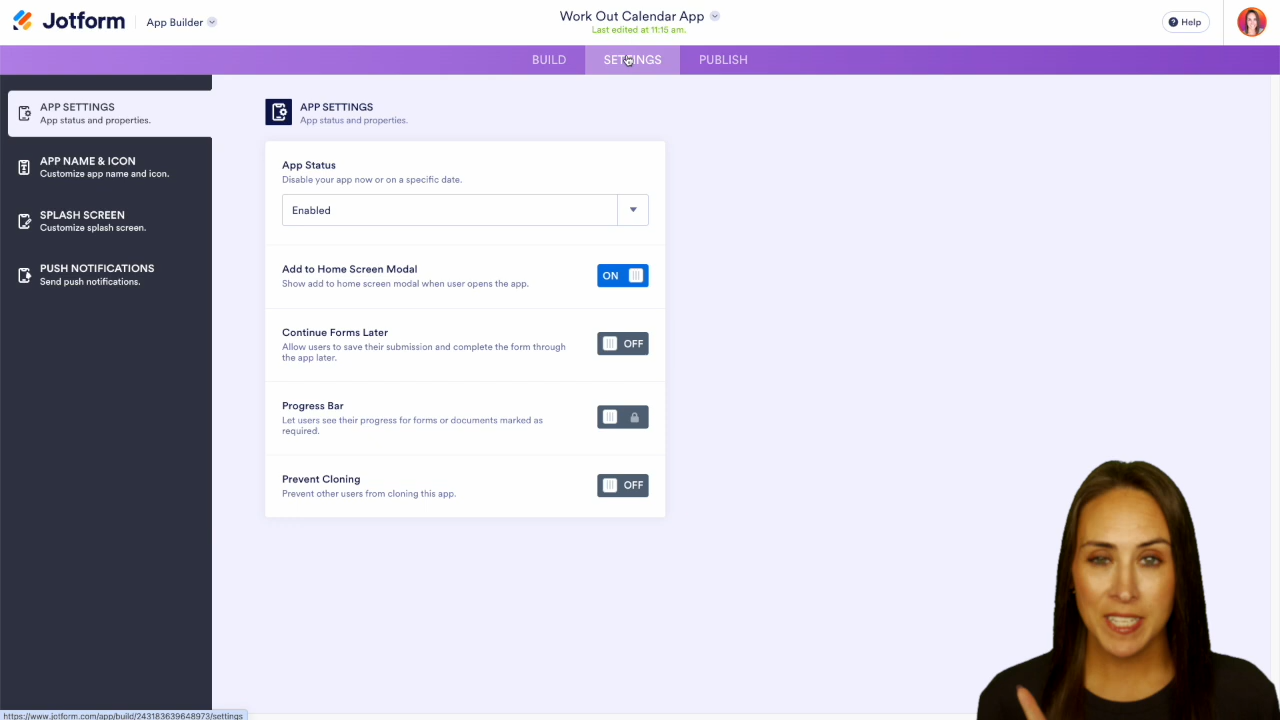 Jotform
App Builder
Work Out Calendar App
Last edited at 11:15 am.
Help
BUILD
SETTINGS
PUBLISH
APP SETTINGS
App status and properties.
APP NAME & ICON
Customize app name and icon.
SPLASH SCREEN
Customize splash screen.
PUSH NOTIFICATIONS
Send push notifications.
APP SETTINGS
App status and properties.
App Status
Disable your app now or on a specific date.
Enabled
Add to Home Screen Modal
Show add to home screen modal when user opens the app.
ON
Continue Forms Later
Allow users to save their submission and complete the form through
the app later.
OFF
Progress Bar
Let users see their progress for forms or documents marked as
required.
Prevent Cloning
Prevent other users from cloning this app.
OFF
https://www.jotform.com/app/build/243183639648973/settings